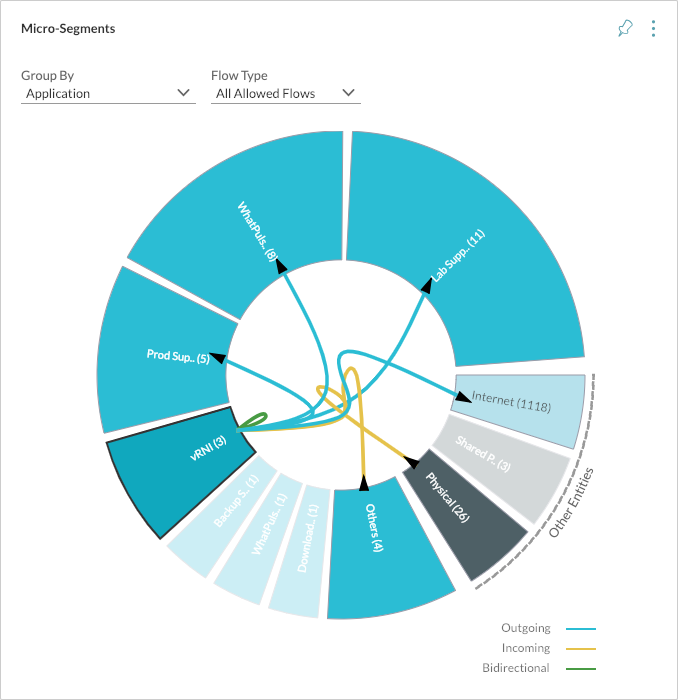 Micro-Segments
Group By
Flow Type
Application
All Allowed Flows
WhatPuls.. (8)
Lab Supp.. (11)
Prod Sup.. (5)
Internet (1118)
vRNI (3)
Shared P.. (3)
Backup S.. (1)
WhatPuls.. (1)
Download.. (1)
Others (4)
Physical (26)
Other Entities
Outgoing
Incoming
Bidirectional